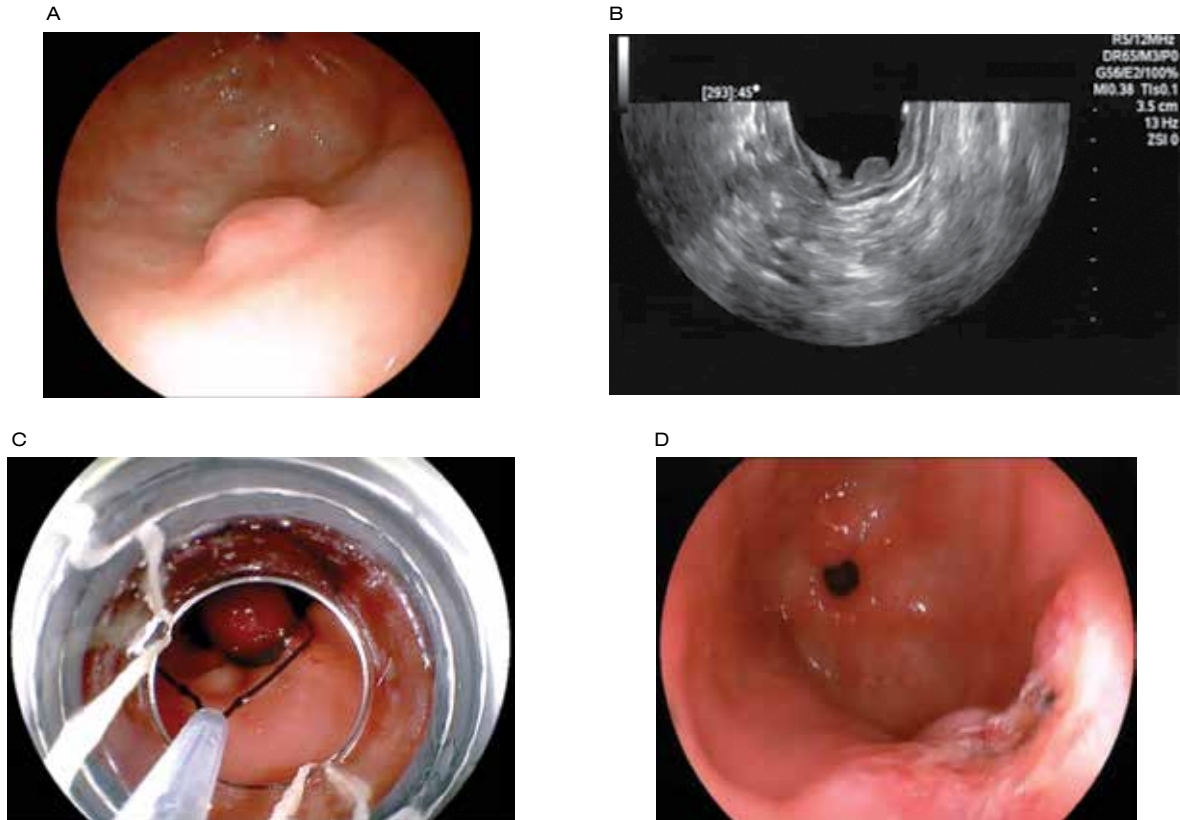 A
B
[293]:45°
R5/12MHz
DR65/M3/P0
G56/E2/100%
MI0.38 TIs0.1
3.5 cm
13 Hz
ZSI 0
C
D